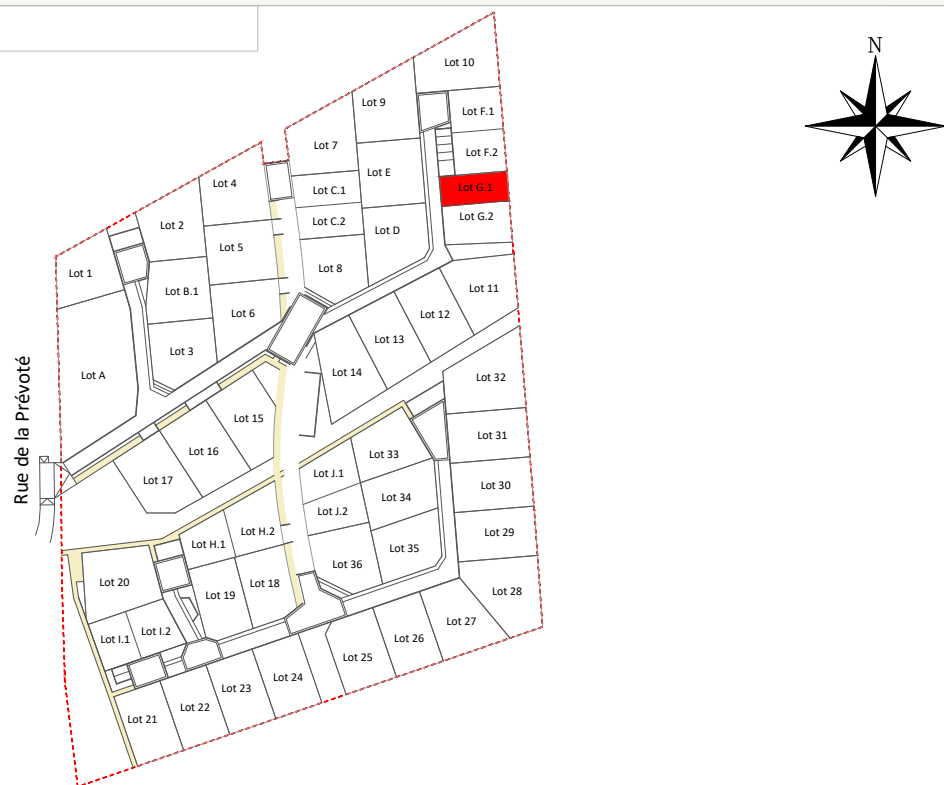 N
Lot 10
Lot 9
Lot F.1
Lot 7
Lot F.2
Lot E
Lot 4
Lot C.1
Lot G.1
Lot 2
Lot C.2
Lot D
Lot G.2
Lot 5
Lot 1
Lot 8
Lot B.1
Lot 11
Lot 6
Lot 12
Lot 3
Lot 13
Lot A
Lot 14
Lot 32
Rue de la Prévoté
Lot 15
Lot 31
Lot 16
Lot 33
Lot 17
Lot J.1
Lot 30
Lot 34
Lot J.2
Lot H.2
Lot 29
Lot H.1
Lot 35
Lot 36
Lot 20
Lot 18
Lot 28
Lot 19
Lot 27
Lot I.2
Lot I.1
Lot 26
Lot 25
Lot 24
Lot 23
Lot 22
Lot 21